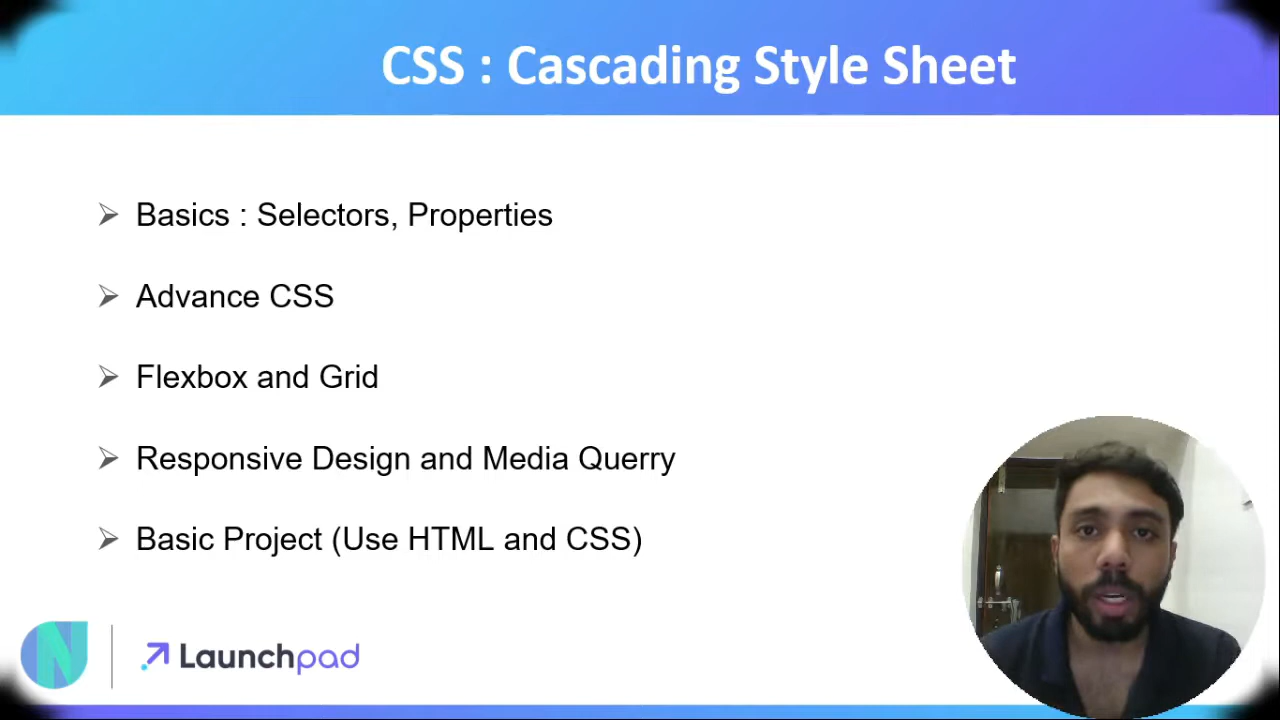 CSS : Cascading Style Sheet
Basics : Selectors, Properties
Advance CSS
Flexbox and Grid
Responsive Design and Media Querry
Basic Project (Use HTML and CSS)
N
Launchpad